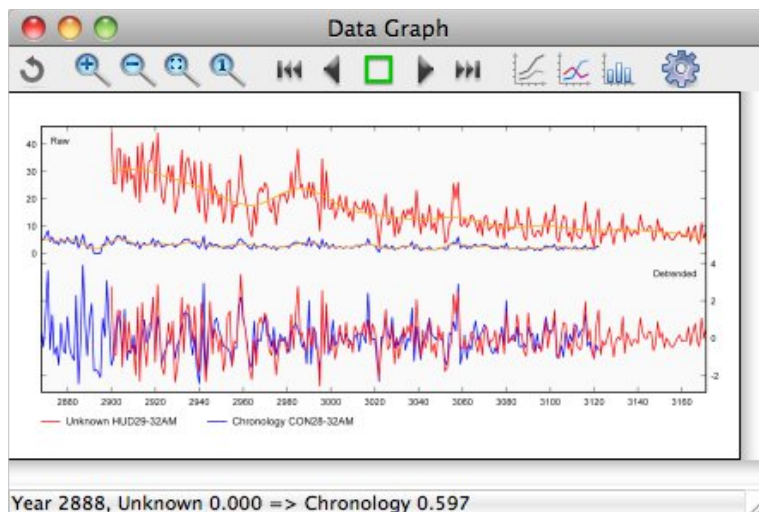 Data Graph
1
Raw
40
30
20
10
0
Detrended
4
2
0
-2
2880 2900 2920 2940 2960 2980 3000 3020 3040 3060 3080 3100 3120 3140 3160
Unknown HUD29-32AM Chronology CON28-32AM
Year 2888, Unknown 0.000 => Chronology 0.597